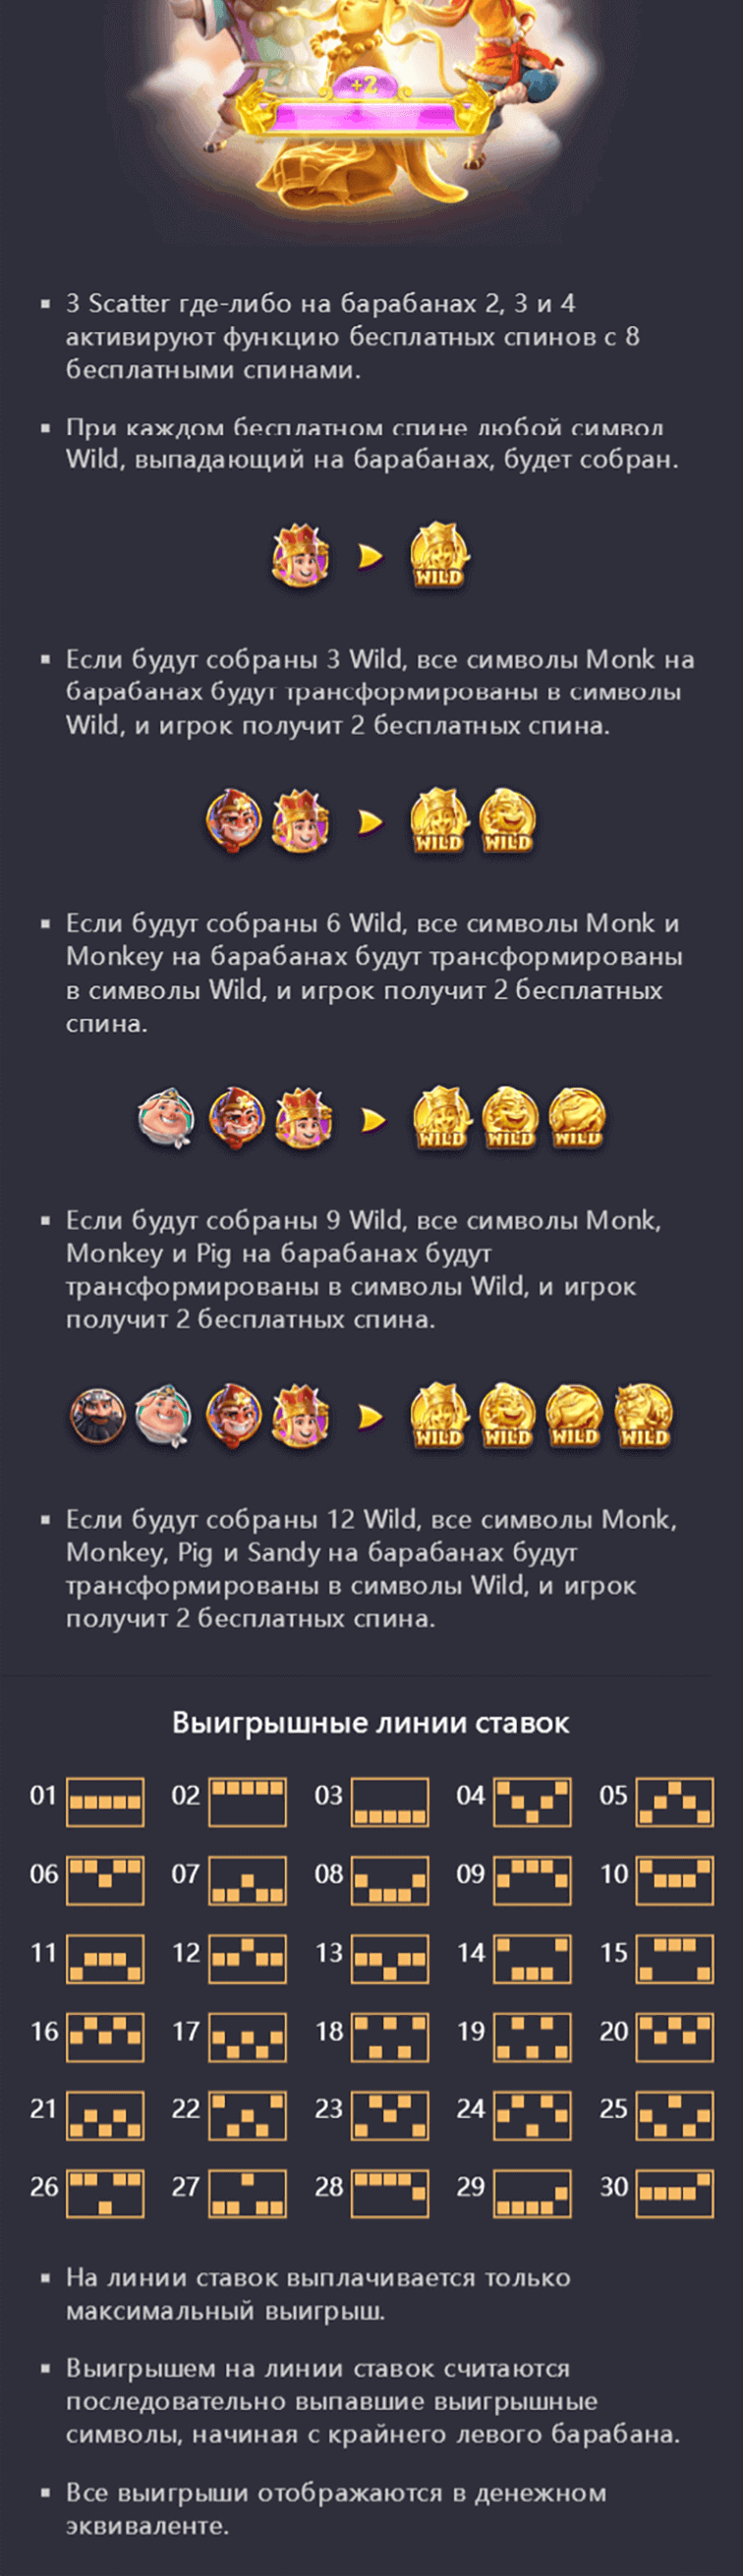 +2
3 Scatter где-либо на барабанах 2, 3 и 4
активируют функцию бесплатных спинов с 8
бесплатными спинами.
При каждом бесплатном спине любой символ
Wild, выпадающий на барабанах, будет собран.
WILD
Если будут собраны 3 Wild, все символы Monk на
барабанах будут трансформированы в символы
Wild, и игрок получит 2 бесплатных спина.
WILD WILD
Если будут собраны 6 Wild, все символы Monk и
Monkey на барабанах будут трансформированы
в символы Wild, и игрок получит 2 бесплатных
спина.
WILD WILD WILD
Если будут собраны 9 Wild, все символы Monk,
Monkey и Pig на барабанах будут
трансформированы в символы Wild, и игрок
получит 2 бесплатных спина.
WILD WILD WILD WILD
Если будут собраны 12 Wild, все символы Monk,
Monkey, Pig и Sandy на барабанах будут
трансформированы в символы Wild, и игрок
получит 2 бесплатных спина.
Выигрышные линии ставок
01 02 03 04 05
06 07 08 09 10
11 12 13 14 15
16 17 18 19 20
21 22 23 24 25
26 27 28 29 30
На линии ставок выплачивается только
максимальный выигрыш.
Выигрышем на линии ставок считаются
последовательно выпавшие выигрышные
символы, начиная с крайнего левого барабана.
Все выигрыши отображаются в денежном
эквиваленте.